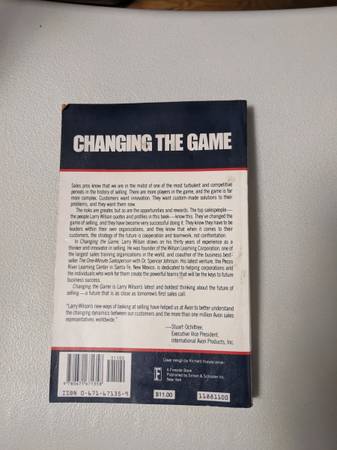 CHANGING THE GAME
Sales pros know that we are in the midst of one of the most turbulent and competitive
periods in the history of selling. There are more players in the game, and the game is far
more complex. Customers want innovation. They want custom-made solutions to their
problems, and they want them now.
The risks are greater, but so are the opportunities and rewards. The top salespeople—
the people Larry Wilson quotes and profiles in this book—know this. They've changed the
game of selling, and they have become very successful doing it. They know they have to be
leaders within their own organizations, and they know that when it comes to their
customers, the strategy of the future is cooperation and teamwork, not confrontation.
In Changing the Game, Larry Wilson draws on his thirty years of experience as a
thinker and innovator in selling. He was founder of the Wilson Learning Corporation, one of
the largest sales training organizations in the world, and coauthor of the business best-
seller The One-Minute Salesperson with Dr. Spencer Johnson. His latest venture, the Pecos
River Learning Center in Santa Fe, New Mexico, is dedicated to helping corporations and
the individuals who work for them create the powerful teams that will be the keys to future
business success.
Changing the Game is Larry Wilson's latest and boldest thinking about the future of
selling—a future that is as close as tomorrow's first sales call.
"Larry Wilson's new ways of looking at selling have helped us at Avon to better understand
the changing dynamics between our customers and the more than one million Avon sales
representatives worldwide."
—Stuart Ochiltree,
Executive Vice President
International Avon Products, Inc.
Cover design by Richard
A Fireside Book
Published by Simon & Schuster Inc.
New York
51100
9 780671 671358
ISBN 0-671-67135-9
F
$11.00
11081100